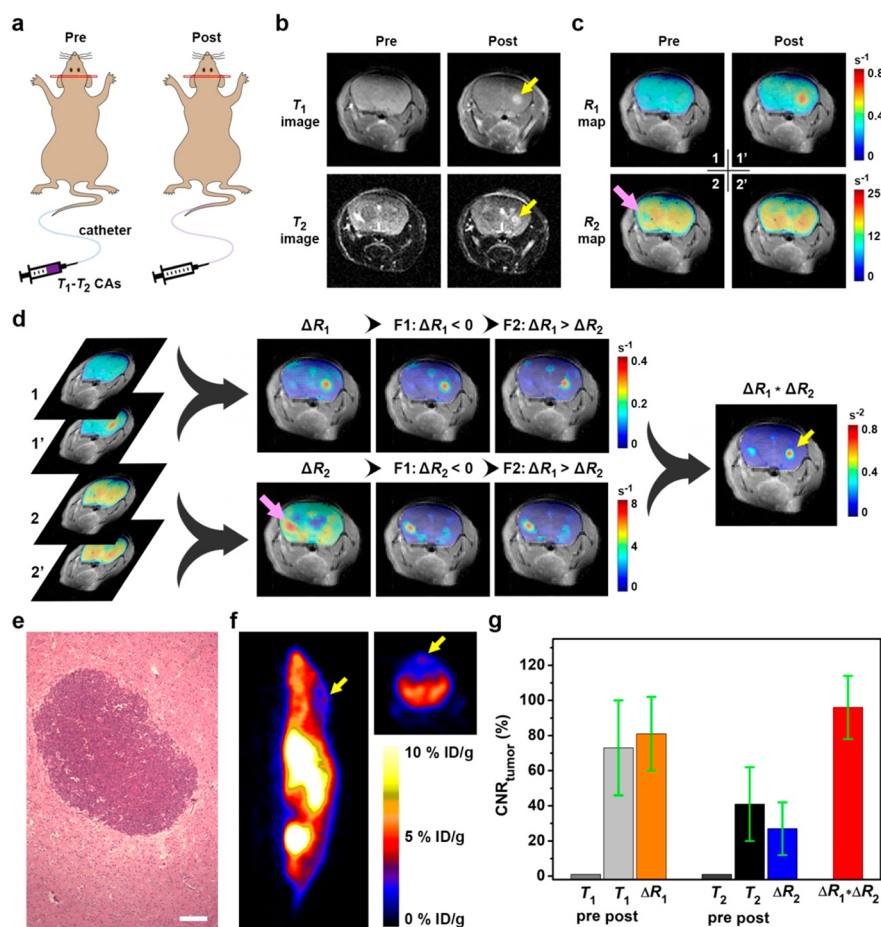 a
Pre Post
catheter
T1-T2 CAs
b
Pre Post
T1
image
T2
image
c
Pre Post
s-1
0.8
0.4
0
R1
map
1 1'
2 2'
R2
map
s-1
25
12
0
d
1
1'
2
2'
ΔR1 F1: ΔR1 < 0 F2: ΔR1 > ΔR2
s-1
0.4
0.2
0
ΔR2 F1: ΔR2 < 0 F2: ΔR1 > ΔR2
s-1
8
4
0
ΔR1 * ΔR2
s-2
0.8
0.4
0
e
f
10 % ID/g
5 % ID/g
0 % ID/g
g
CNRtumor (%)
140
120
100
80
60
40
20
0
T1 T1 ΔR1 T2 T2 ΔR2 ΔR1*ΔR2
pre post pre post